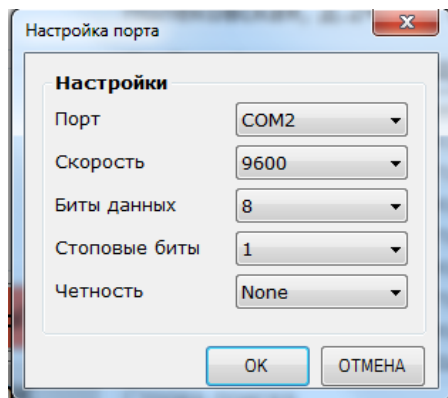 Настройка порта
Настройки
Порт COM2
Скорость 9600
Биты данных 8
Стоповые биты 1
Четность None
OK ОТМЕНА